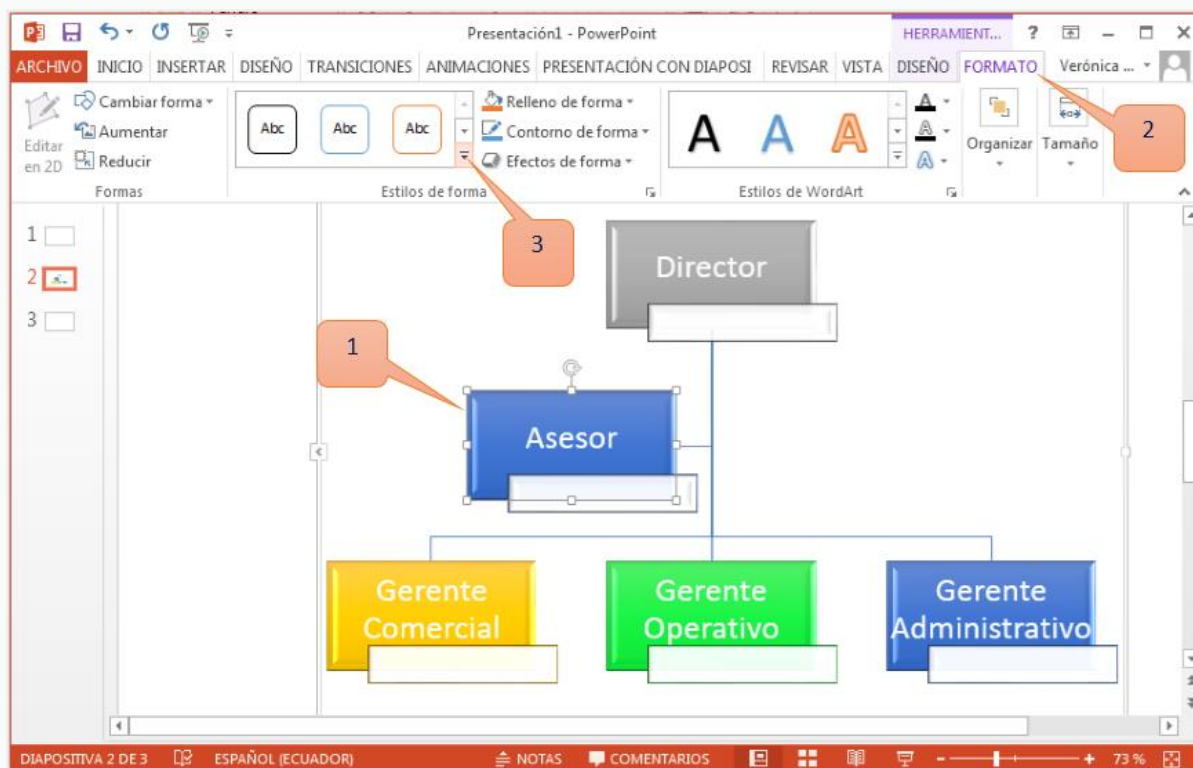 Presentación1 - PowerPoint
HERRAMIENT... ?
ARCHIVO INICIO INSERTAR DISEÑO TRANSICIONES ANIMACIONES PRESENTACIÓN CON DIAPOSI REVISAR VISTA DISEÑO FORMATO Verónica ...
Editar en 2D
Cambiar forma
Aumentar
Reducir
Formas
Abc Abc Abc
Relleno de forma
Contorno de forma
Efectos de forma
Estilos de forma
A A A
A
A
A
Estilos de WordArt
Organizar
Tamaño
2
3
1
1
2
3
Director
Asesor
Gerente
Comercial
Gerente
Operativo
Gerente
Administrativo
DIAPOSITIVA 2 DE 3 ESPAÑOL (ECUADOR) NOTAS COMENTARIOS - + 73 %